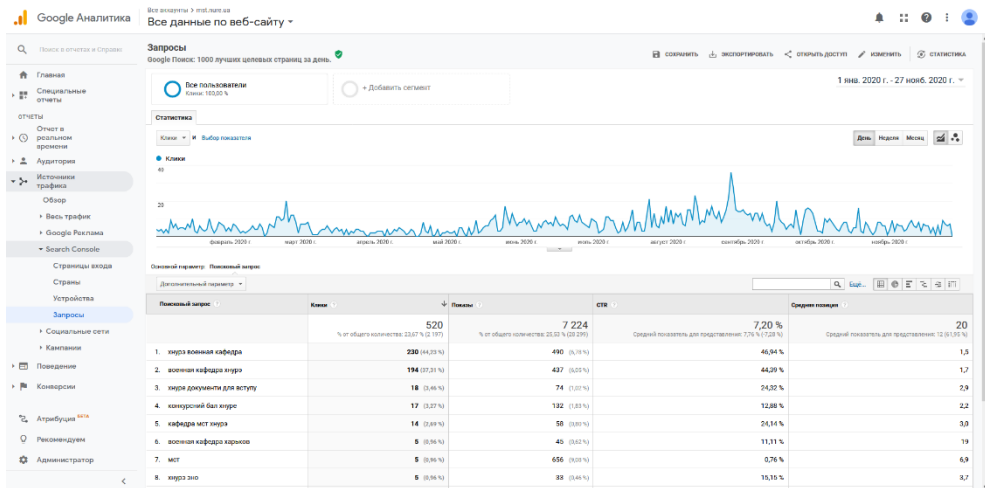 Google Аналитика
Все аккаунты > mst.nure.ua
Все данные по веб-сайту
Поиск в отчетах и Справке
Главная
Специальные отчеты
ОТЧЕТЫ
Отчет в реальном времени
Аудитория
Источники трафика
Обзор
Весь трафик
Google Реклама
Search Console
Страницы входа
Страны
Устройства
Запросы
Социальные сети
Кампании
Поведение
Конверсии
Атрибуция БЕТА
Рекомендуем
Администратор
Запросы
Google Поиск: 1000 лучших целевых страниц за день.
СОХРАНИТЬ
ЭКСПОРТИРОВАТЬ
ОТКРЫТЬ ДОСТУП
ИЗМЕНИТЬ
СТАТИСТИКА
1 янв. 2020 г. - 27 нояб. 2020 г.
Все пользователи
Клики: 100,00 %
+ Добавить сегмент
Статистика
Клики и Выбор показателя
День Неделя Месяц
Клики
40
20
февраль 2020 г. март 2020 г. апрель 2020 г. май 2020 г. июнь 2020 г. июль 2020 г. август 2020 г. сентябрь 2020 г. октябрь 2020 г. ноябрь 2020 г.
Основной параметр: Поисковый запрос
Дополнительный параметр
Еще...
Поисковый запрос Клики Показы CTR Средняя позиция
520 7 224 7,20 % 20
% от общего количества: 23,67 % (2 197) % от общего количества: 25,52 % (28 299) Средний показатель для представления: 7,76 % (-7,28 %) Средний показатель для представления: 12 (61,95 %)
1. хнурэ военная кафедра 230 (44,23 %) 490 (6,78 %) 46,94 % 1,5
2. военная кафедра хнурэ 194 (37,31 %) 437 (6,05 %) 44,39 % 1,7
3. хнуре документи для вступу 18 (3,46 %) 74 (1,02 %) 24,32 % 2,9
4. конкурсний бал хнуре 17 (3,27 %) 132 (1,83 %) 12,88 % 2,2
5. кафедра мст хнурэ 14 (2,69 %) 58 (0,80 %) 24,14 % 3,0
6. военная кафедра харьков 5 (0,96 %) 45 (0,62 %) 11,11 % 19
7. мст 5 (0,96 %) 656 (9,08 %) 0,76 % 6,9
8. хнурэ зно 5 (0,96 %) 33 (0,46 %) 15,15 % 3,7